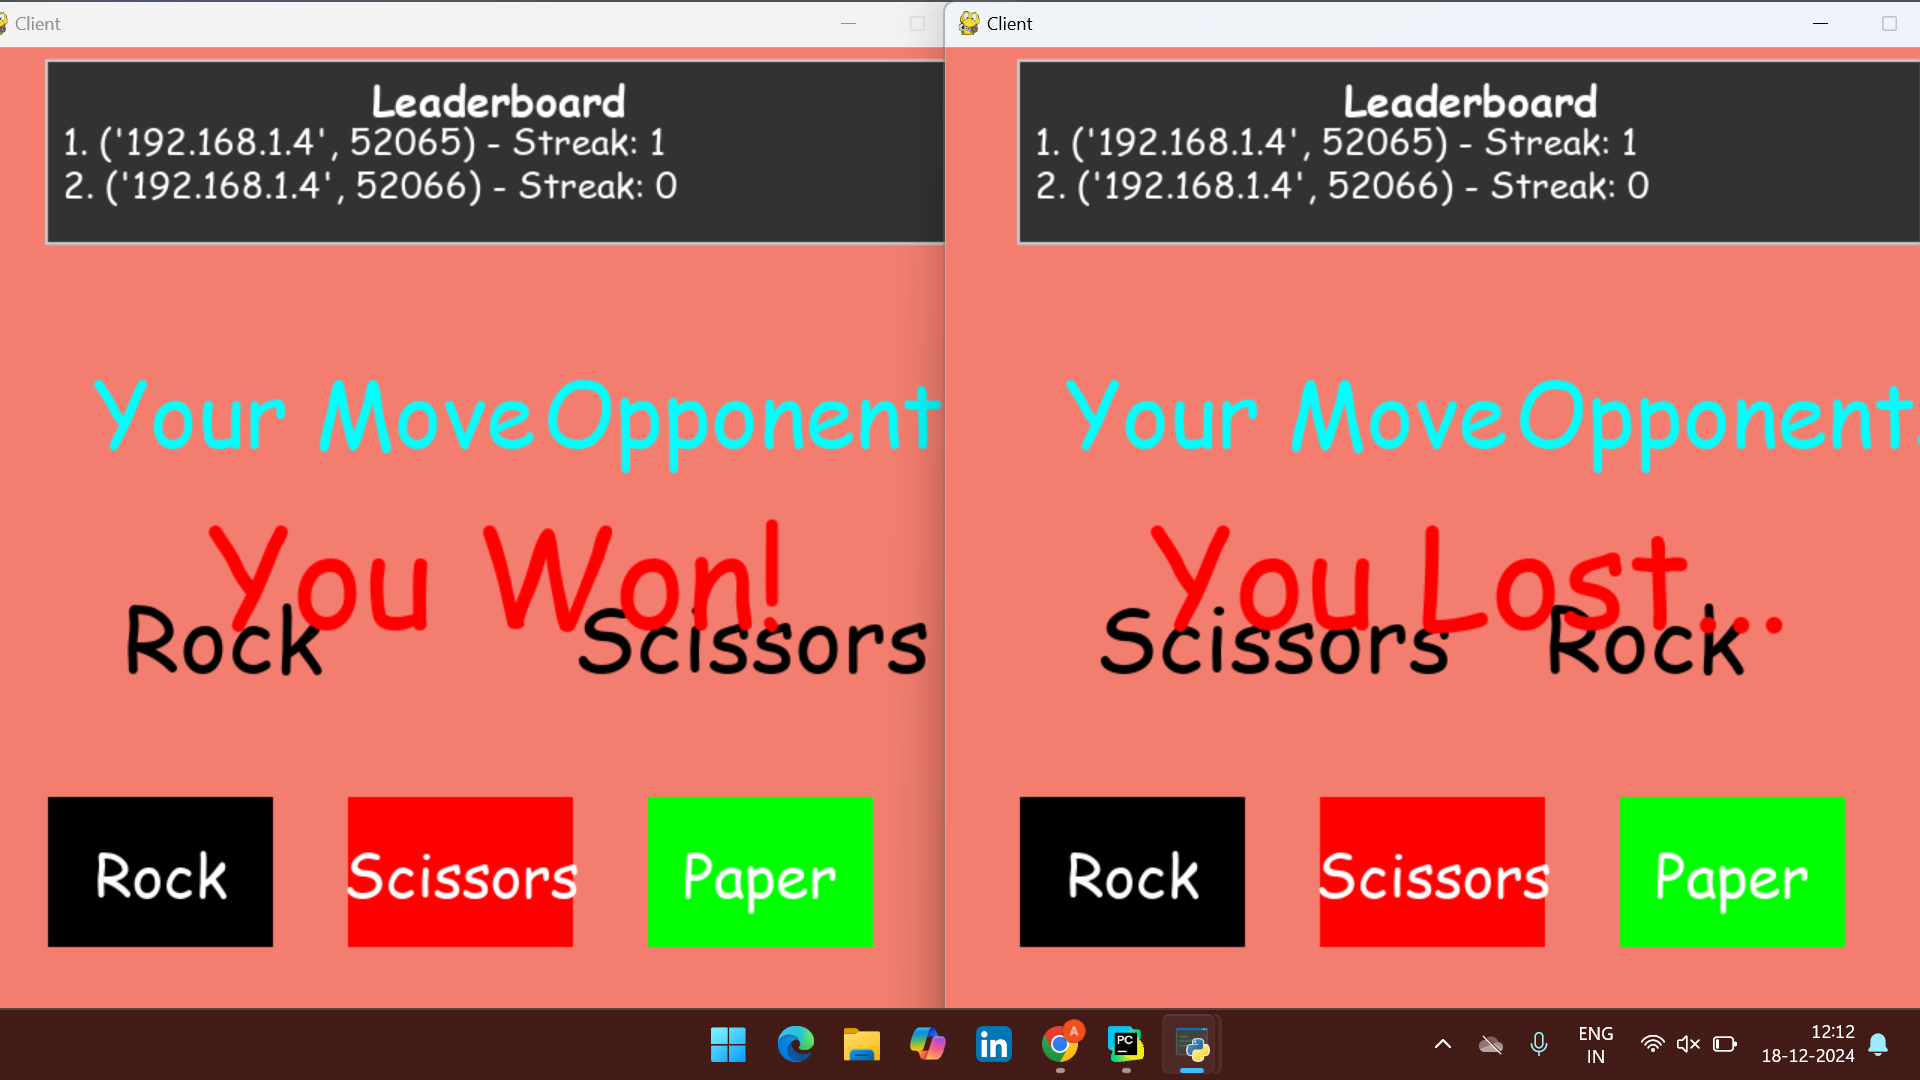 Client
Leaderboard
1. ('192.168.1.4', 52065) - Streak: 1
2. ('192.168.1.4', 52066) - Streak: 0
Your Move Opponent
You Won!
Rock Scissors
Rock Scissors Paper
Client
Leaderboard
1. ('192.168.1.4', 52065) - Streak: 1
2. ('192.168.1.4', 52066) - Streak: 0
Your Move Opponent
You Lost...
Scissors Rock
Rock Scissors Paper
in A PC ENG 12:12
IN 18-12-2024